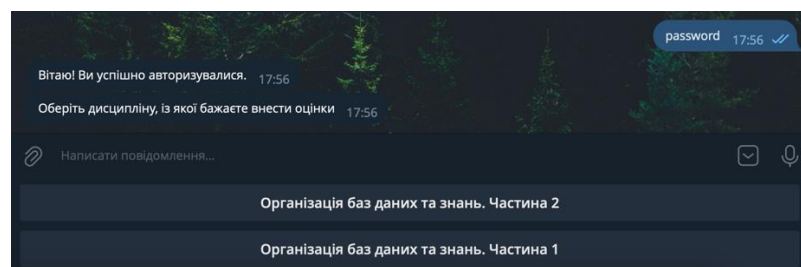 password 17:56
Вітаю! Ви успішно авторизувалися. 17:56
Оберіть дисципліну, із якої бажаєте внести оцінки 17:56
Написати повідомлення...
Організація баз даних та знань. Частина 2
Організація баз даних та знань. Частина 1